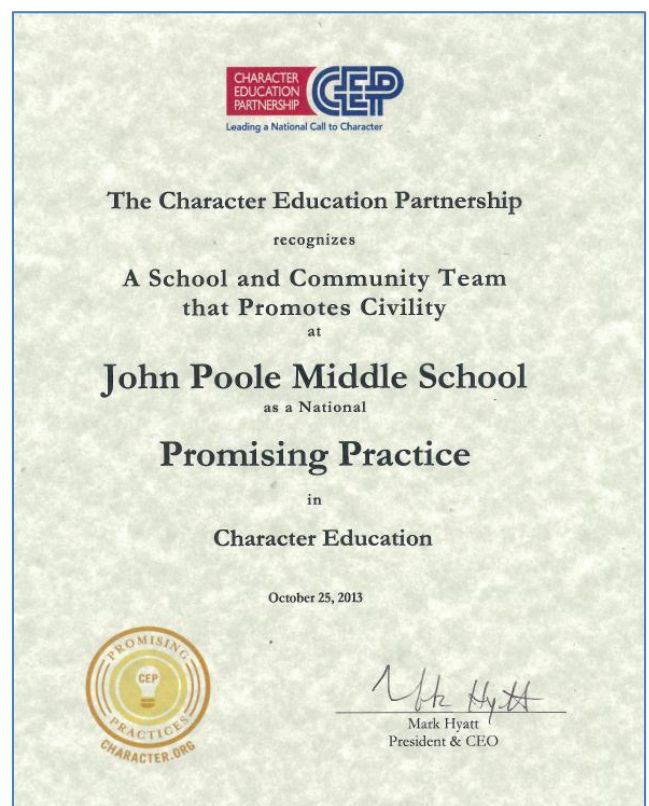 CHARACTER
EDUCATION
PARTNERSHIP
CEP
Leading a National Call to Character
The Character Education Partnership
recognizes
A School and Community Team
that Promotes Civility
at
John Poole Middle School
as a National
Promising Practice
in
Character Education
October 25, 2013
PROMISING
CEP
PRACTICES
CHARACTER.ORG
Mark Hyatt
Mark Hyatt
President & CEO